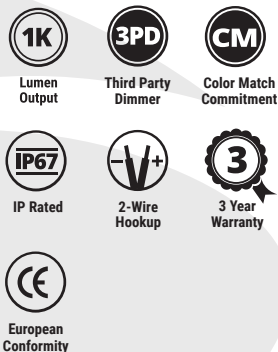 1K
3PD
CM
Lumen
Output
Third Party
Dimmer
Color Match
Commitment
IP67
- +
3
IP Rated
2-Wire
Hookup
3 Year
Warranty
CE
European
Conformity